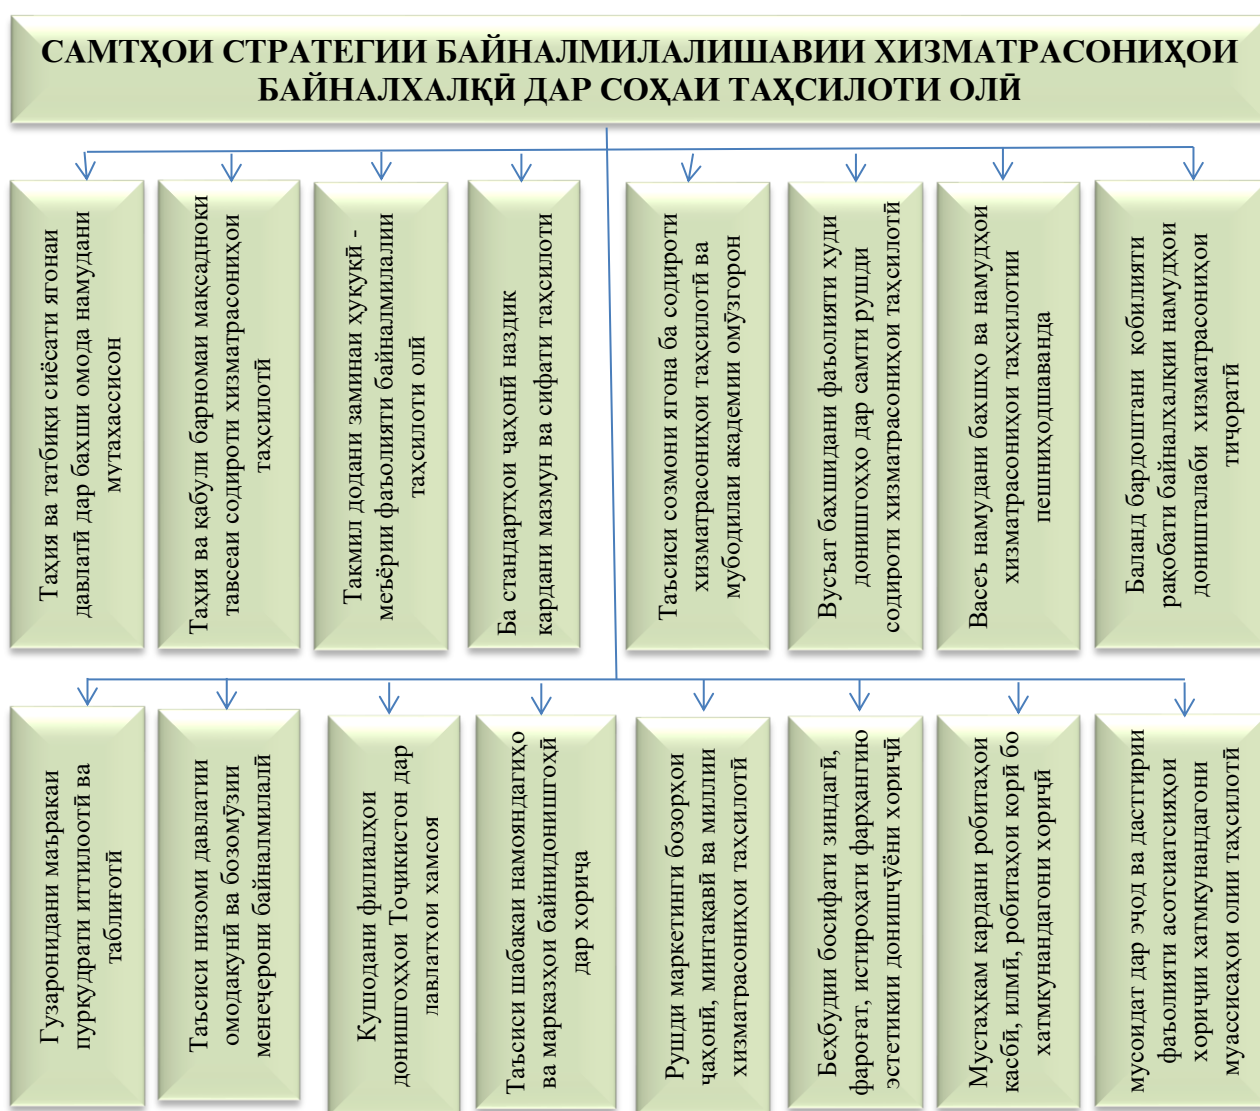 САМТҲОИ СТРАТЕГИИ БАЙНАЛМИЛАЛИШАВИИ ХИЗМАТРАСОНИҲОИ
БАЙНАЛХАЛҚӢ ДАР СОҲАИ ТАҲСИЛОТИ ОЛӢ
Таҳия ва татбиқи сиёсати ягонаи
давлатӣ дар бахши омода намудани
мутахассисон
Таҳия ва қабули барномаи мақсадноки
тавсеаи содироти хизматрасониҳои
таҳсилотӣ
Такмил додани заминаи ҳуқуқӣ -
меъёрии фаъолияти байналмилалии
таҳсилоти олӣ
Ба стандартҳои ҷаҳонӣ наздик
кардани мазмун ва сифати таҳсилоти
Таъсиси созмони ягона ба содироти
хизматрасониҳои таҳсилотӣ ва
мубодилаи академии омӯзгорон
Вусъат бахшидани фаъолияти худи
донишгоҳҳо дар самти рушди
содироти хизматрасониҳои таҳсилотӣ
Васеъ намудани бахшҳо ва намудҳои
хизматрасониҳои таҳсилотии
пешниҳодшаванда
Баланд бардоштани қобилияти
рақобати байналхалқии намудҳои
доништалаби хизматрасониҳои
тиҷоратӣ
Гузаронидани маъракаи
пуркудрати иттилоотӣ ва
таблиғотӣ
Таъсиси низоми давлатии
омодакунӣ ва бозомӯзии
менеҷерони байналмилалӣ
Кушодани филиалҳои
донишгоҳҳои Тоҷикистон дар
давлатҳои ҳамсоя
Таъсиси шабакаи намояндагиҳо
ва марказҳои байнидонишгоҳӣ
дар хориҷа
Рушди маркетинги бозорҳои
ҷаҳонӣ, минтақавӣ ва миллии
хизматрасониҳои таҳсилотӣ
Беҳбудии босифати зиндагӣ,
фароғат, истироҳати фарҳангию
эстетикии донишҷӯёни хориҷӣ
Мустаҳкам кардани робитаҳои
касбӣ, илмӣ, робитаҳои корӣ бо
хатмкунандагони хориҷӣ
мусоидат дар эҷод ва дастгирии
фаъолияти асотсиатсияҳои
хориҷии хатмкунандагони
муассисаҳои олии таҳсилотӣ